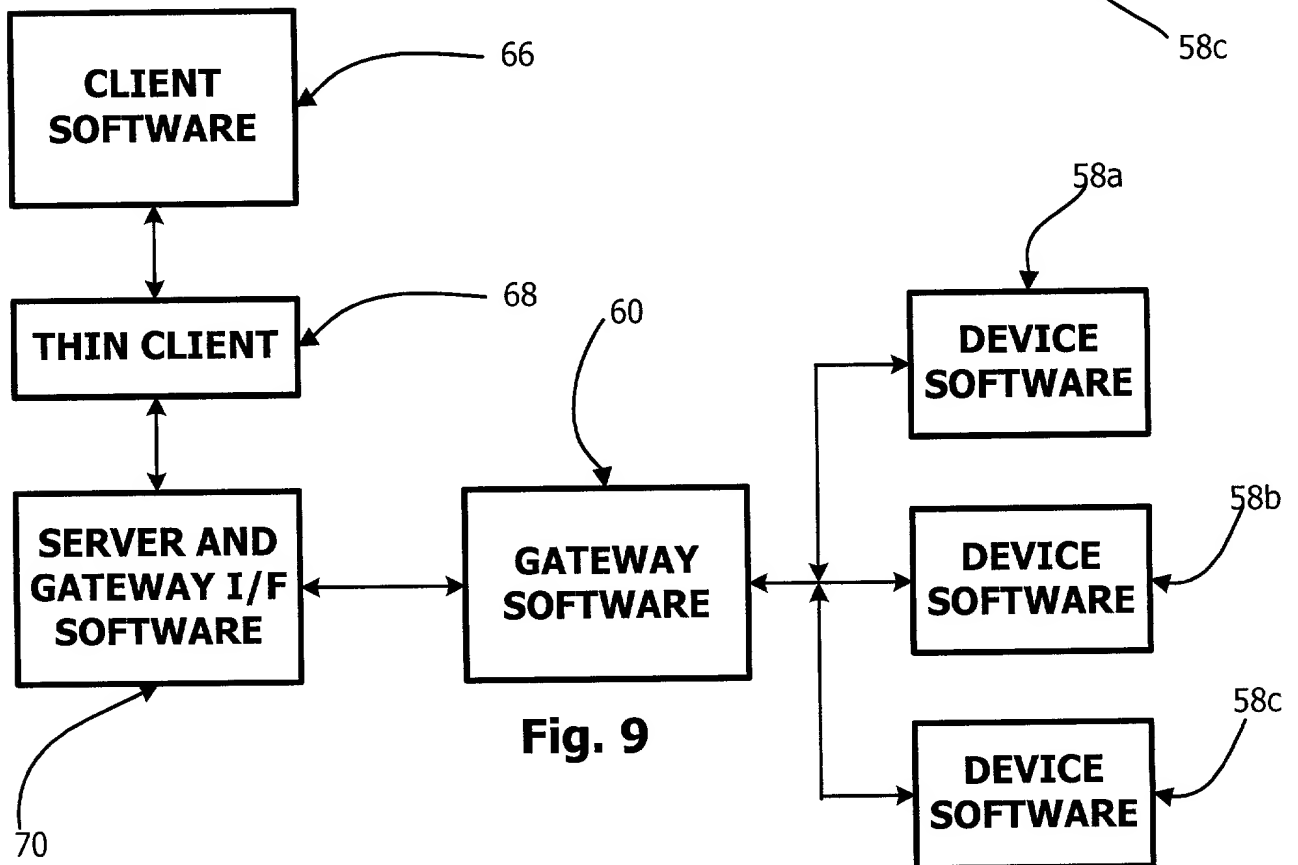 58c
CLIENT
SOFTWARE
66
58a
THIN CLIENT
68
60
DEVICE
SOFTWARE
SERVER AND
GATEWAY I/F
SOFTWARE
GATEWAY
SOFTWARE
DEVICE
SOFTWARE
58b
70
Fig. 9
DEVICE
SOFTWARE
58c